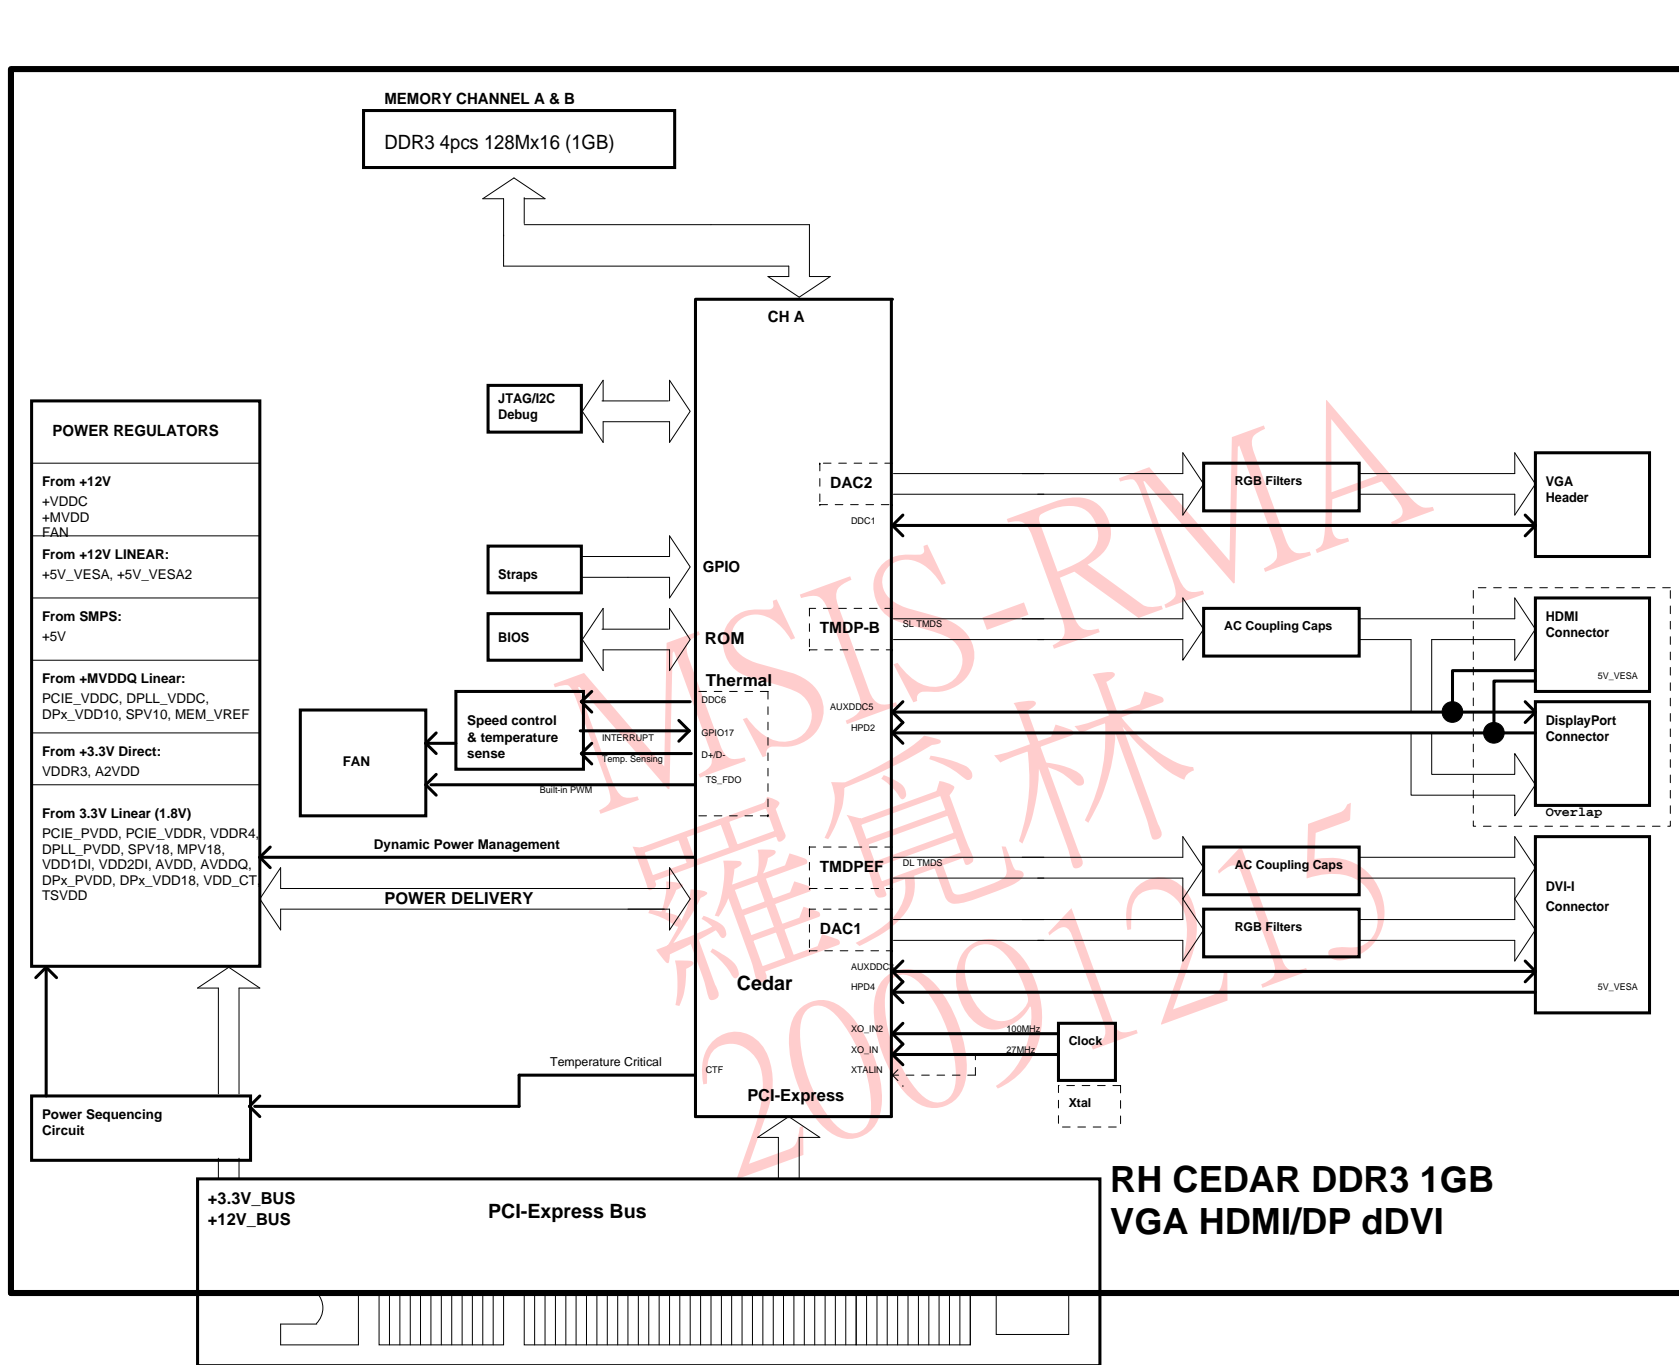 MEMORY CHANNEL A & B
DDR3 4pcs 128Mx16 (1GB)
CH A
JTAG/I2C
Debug
POWER REGULATORS
From +12V
+VDDC
+MVDD
FAN
From +12V LINEAR:
+5V_VESA, +5V_VESA2
From SMPS:
+5V
From +MVDDQ Linear:
PCIE_VDDC, DPLL_VDDC,
DPx_VDD10, SPV10, MEM_VREF
From +3.3V Direct:
VDDR3, A2VDD
From 3.3V Linear (1.8V)
PCIE_PVDD, PCIE_VDDR, VDDR4,
DPLL_PVDD, SPV18, MPV18,
VDD1DI, VDD2DI, AVDD, AVDDQ,
DPx_PVDD, DPx_VDD18, VDD_CT
TSVDD
Straps
BIOS
Speed control
& temperature
sense
FAN
INTERRUPT
Temp. Sensing
Built-in PWM
Dynamic Power Management
POWER DELIVERY
Temperature Critical
Power Sequencing
Circuit
GPIO
ROM
Thermal
DDC6
GPIO17
D+/D-
TS_FDO
CTF
DAC2
DDC1
TMDP-B
AUXDDC5
HPD2
TMDPEF
DAC1
AUXDDC
HPD4
Cedar
XO_IN2
XO_IN
XTALIN
PCI-Express
SL TMDS
DL TMDS
100MHz
27MHz
Clock
Xtal
RGB Filters
AC Coupling Caps
AC Coupling Caps
RGB Filters
VGA
Header
HDMI
Connector
5V_VESA
DisplayPort
Connector
Overlap
DVI-I
Connector
5V_VESA
+3.3V_BUS
+12V_BUS
PCI-Express Bus
RH CEDAR DDR3 1GB
VGA HDMI/DP dDVI
MSIS-RMA
羅覓林
20091215